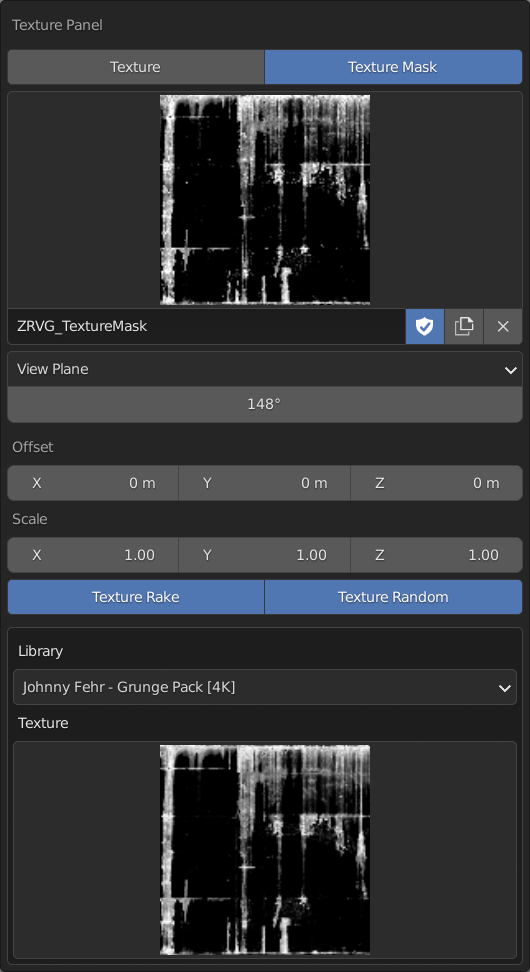 Texture Panel
Texture Texture Mask
ZRVG_TextureMask
View Plane
148°
Offset
X 0 m Y 0 m Z 0 m
Scale
X 1.00 Y 1.00 Z 1.00
Texture Rake Texture Random
Library
Johnny Fehr - Grunge Pack [4K]
Texture